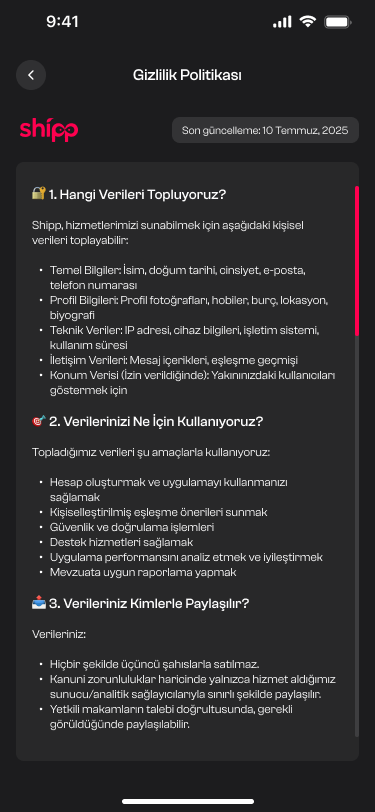 9:41
Gizlilik Politikası
shipp
Son güncelleme: 10 Temmuz, 2025
🔐 1. Hangi Verileri Topluyoruz?
Shipp, hizmetlerimizi sunabilmek için aşağıdaki kişisel
verileri toplayabilir:
• Temel Bilgiler: İsim, doğum tarihi, cinsiyet, e-posta,
telefon numarası
• Profil Bilgileri: Profil fotoğrafları, hobiler, burç, lokasyon,
biyografi
• Teknik Veriler: IP adresi, cihaz bilgileri, işletim sistemi,
kullanım süresi
• İletişim Verileri: Mesaj içerikleri, eşleşme geçmişi
• Konum Verisi (İzin verildiğinde): Yakınınızdaki kullanıcıları
göstermek için
🎯 2. Verilerinizi Ne İçin Kullanıyoruz?
Topladığımız verileri şu amaçlarla kullanıyoruz:
• Hesap oluşturmak ve uygulamayı kullanmanızı
sağlamak
• Kişiselleştirilmiş eşleşme önerileri sunmak
• Güvenlik ve doğrulama işlemleri
• Destek hizmetleri sağlamak
• Uygulama performansını analiz etmek ve iyileştirmek
• Mevzuata uygun raporlama yapmak
📤 3. Verileriniz Kimlerle Paylaşılır?
Verileriniz:
• Hiçbir şekilde üçüncü şahıslarla satılmaz.
• Kanuni zorunluluklar haricinde yalnızca hizmet aldığımız
sunucu/analitik sağlayıcılarıyla sınırlı şekilde paylaşılır.
• Yetkili makamların talebi doğrultusunda, gerekli
görüldüğünde paylaşılabilir.